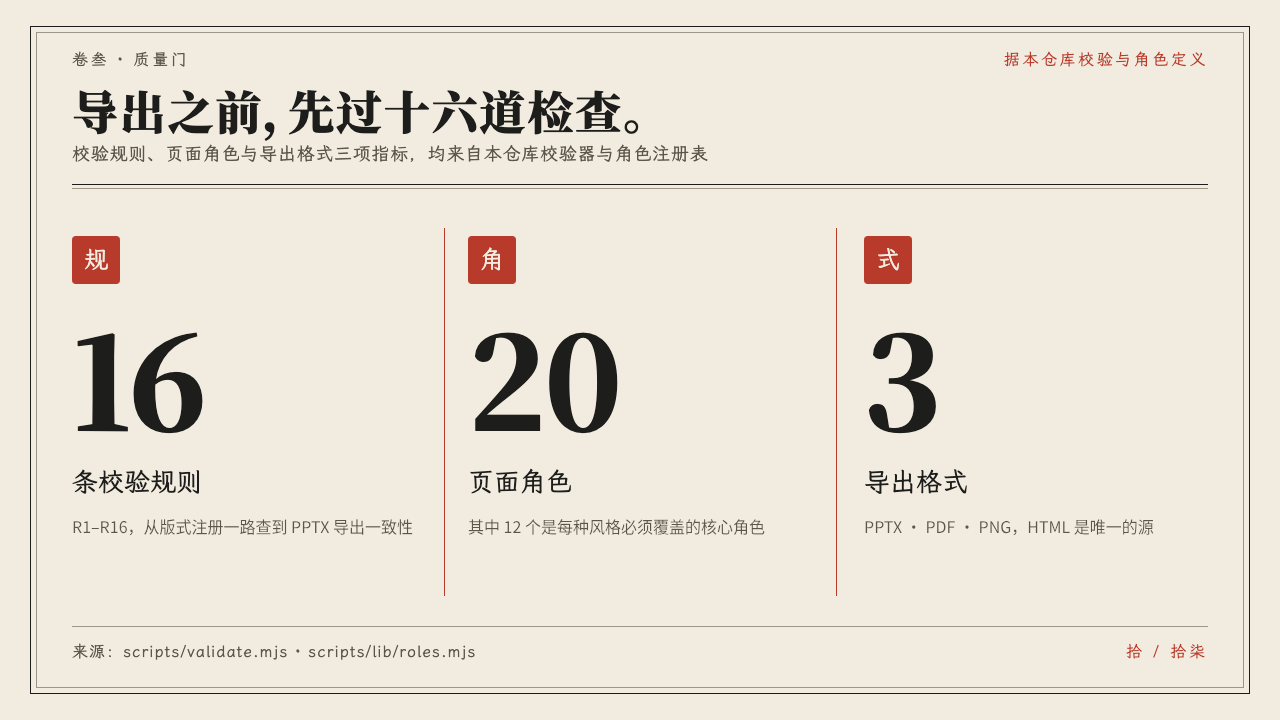 卷叁 · 质量门
据本仓库校验与角色定义
导出之前，先过十六道检查。
校验规则、页面角色与导出格式三项指标，均来自本仓库校验器与角色注册表
规
16
条校验规则
R1–R16，从版式注册一路查到 PPTX 导出一致性
角
20
页面角色
其中 12 个是每种风格必须覆盖的核心角色
式
3
导出格式
PPTX · PDF · PNG，HTML 是唯一的源
来源：scripts/validate.mjs · scripts/lib/roles.mjs
拾 / 拾柒